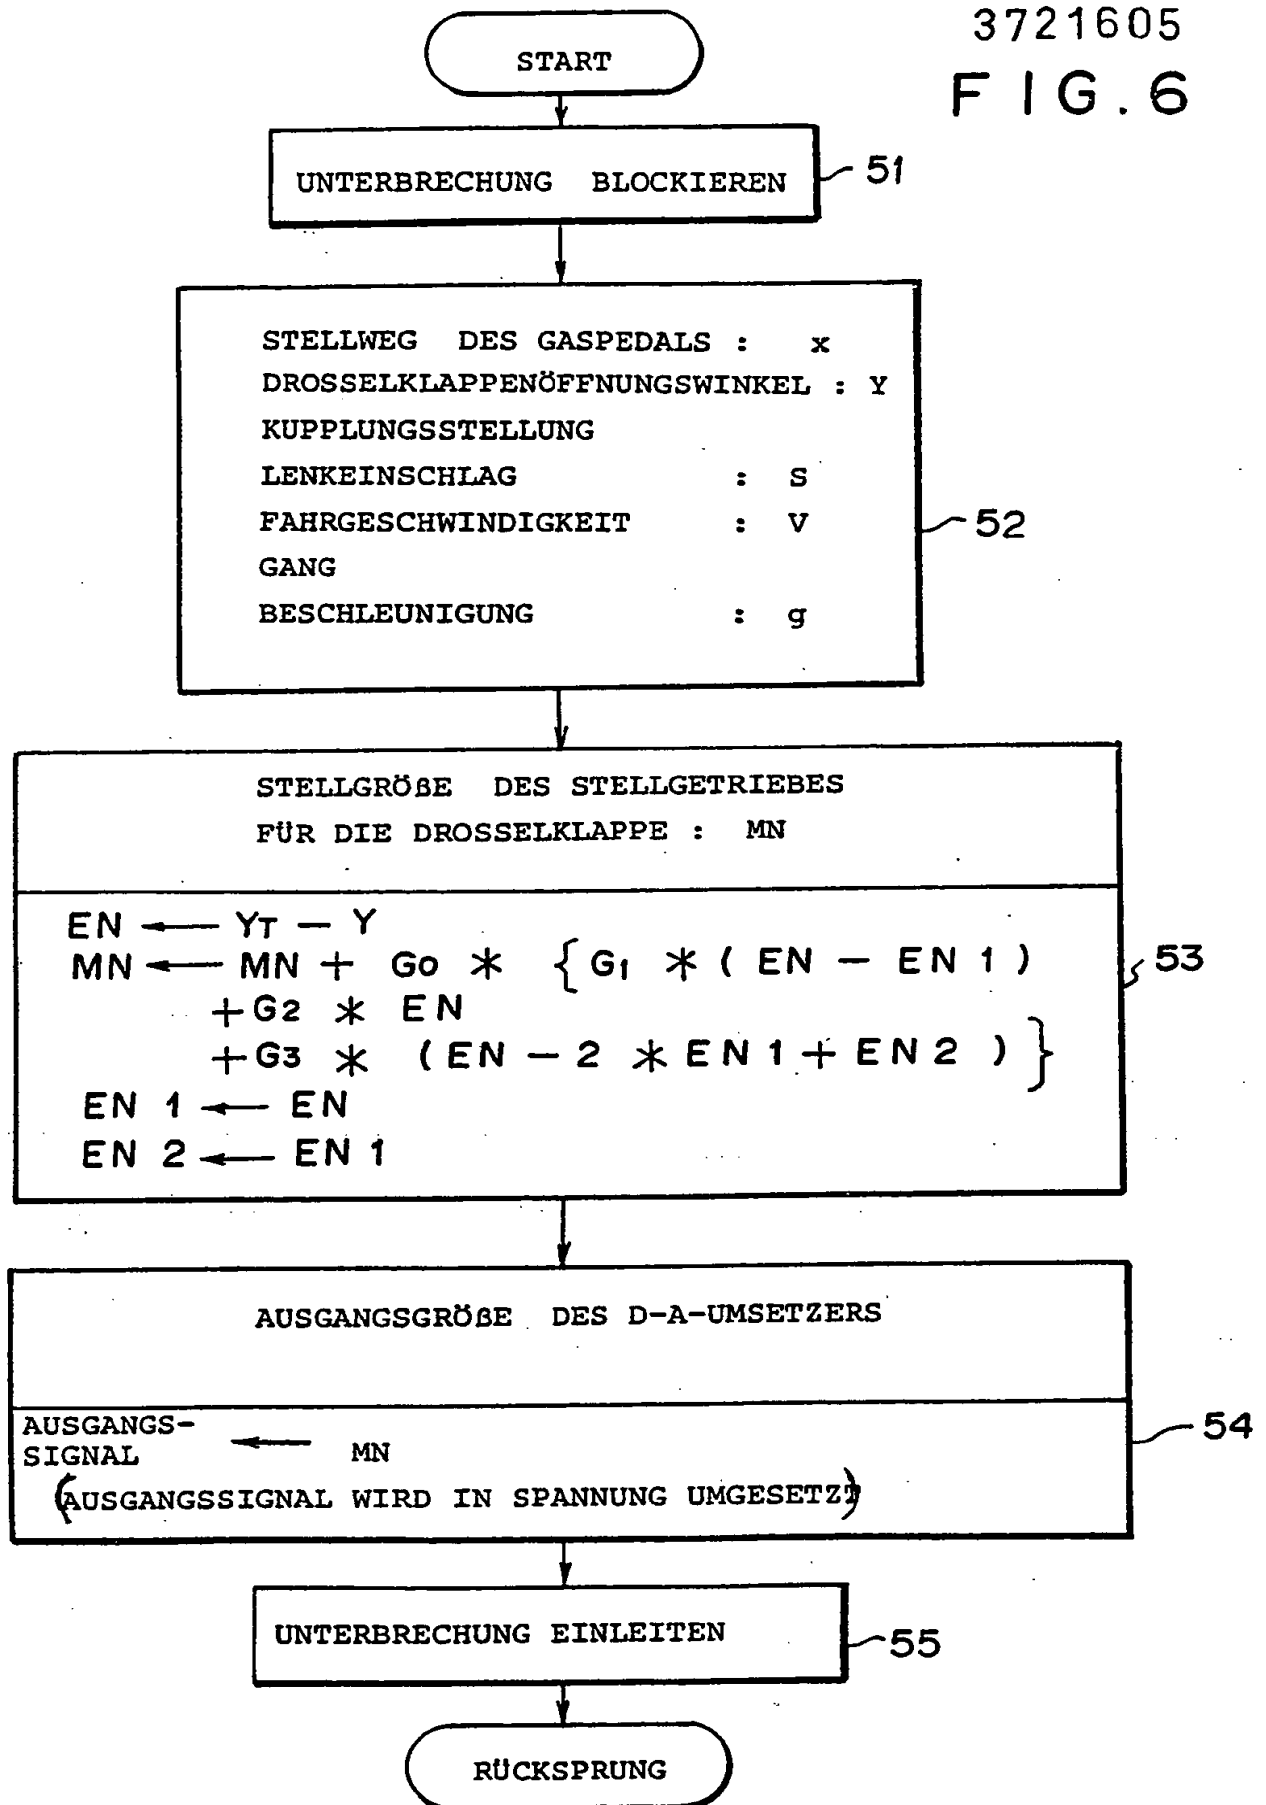 3721605
FIG.6
START
UNTERBRECHUNG BLOCKIEREN
51
STELLWEG DES GASPEDALS : x
DROSSELKLAPPENÖFFNUNGSWINKEL : Y
KUPPLUNGSSTELLUNG
LENKEINSCHLAG : S
FAHRGESCHWINDIGKEIT : V
GANG
BESCHLEUNIGUNG : g
52
STELLGRÖßE DES STELLGETRIEBES
FÜR DIE DROSSELKLAPPE : MN
EN ← YT − Y
MN ← MN + G0 * { G1 * ( EN − EN 1 )
+ G2 * EN
+ G3 * ( EN − 2 * EN 1 + EN 2 ) }
EN 1 ← EN
EN 2 ← EN 1
53
AUSGANGSGRÖßE DES D-A-UMSETZERS
AUSGANGS-
SIGNAL ← MN
(AUSGANGSSIGNAL WIRD IN SPANNUNG UMGESETZT)
54
UNTERBRECHUNG EINLEITEN
55
RÜCKSPRUNG